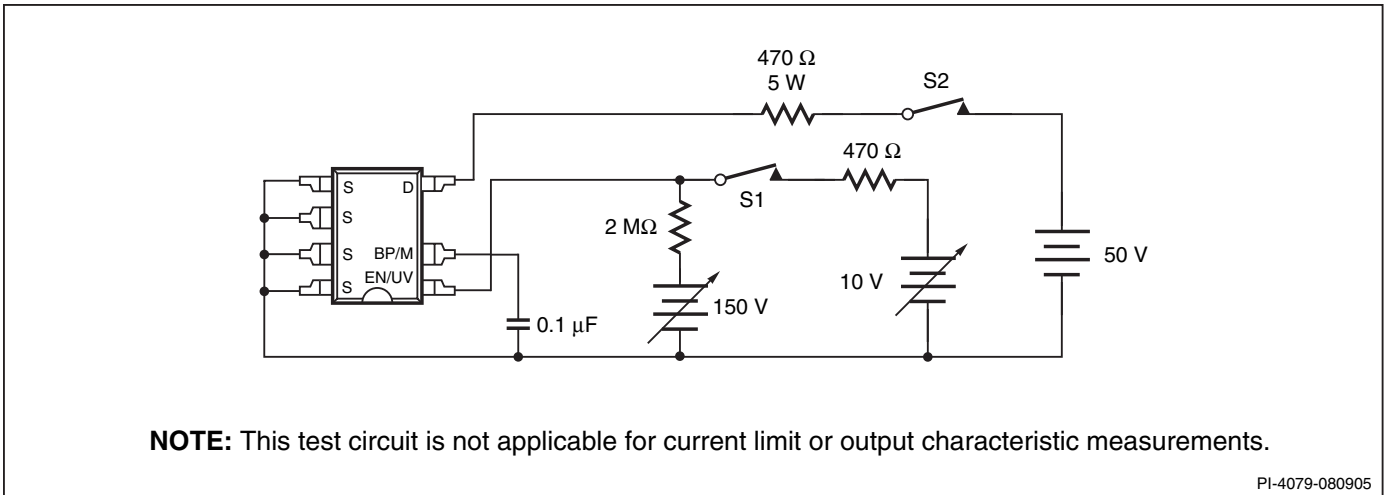 470 Ω
5 W
S2
470 Ω
S1
S D
S
2 MΩ
S BP/M
EN/UV
S
50 V
10 V
150 V
0.1 µF
NOTE: This test circuit is not applicable for current limit or output characteristic measurements.
PI-4079-080905